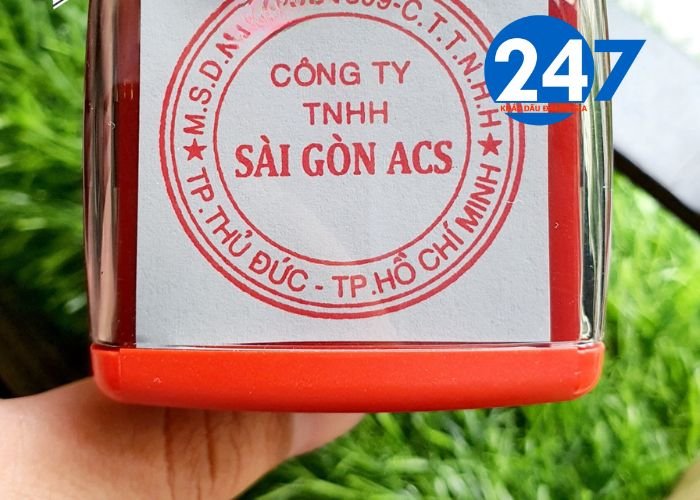 CÔNG TY
TNHH
SÀI GÒN ACS
-C.T.T.N.H.H
★ TP.THỦ ĐỨC - TP.HỒ CHÍ MINH ★
247